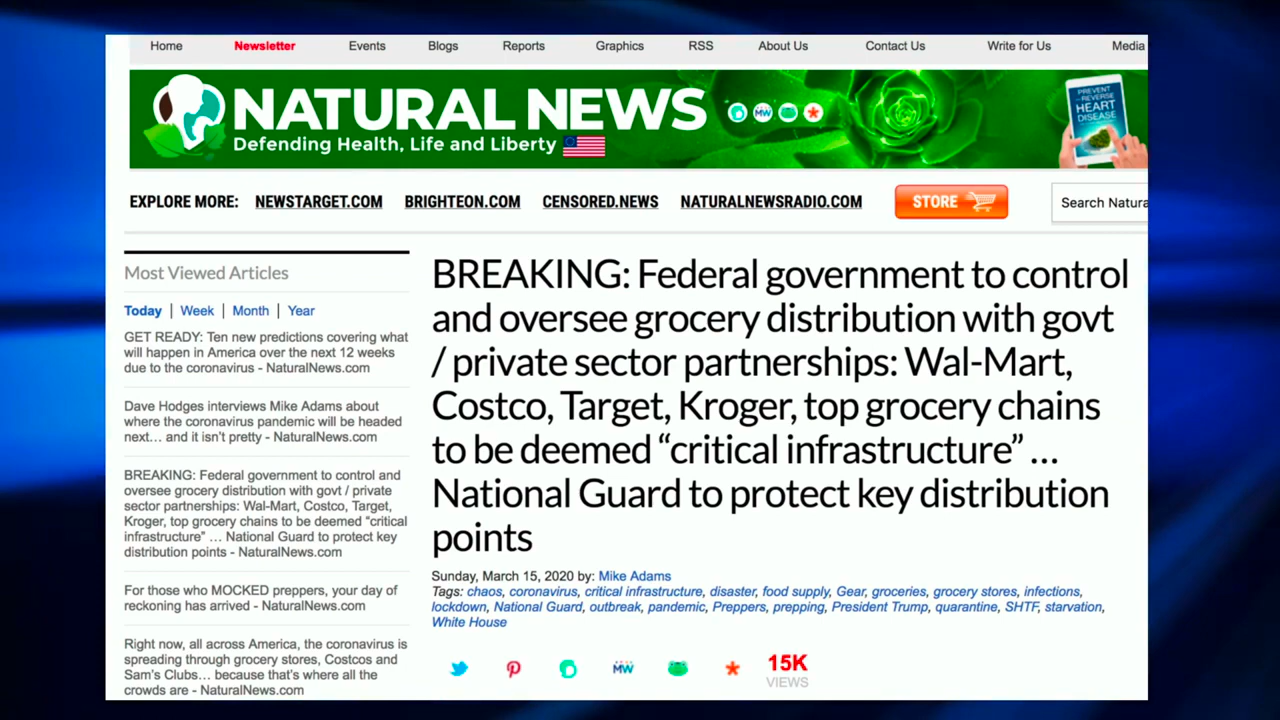 Home Newsletter Events Blogs Reports Graphics RSS About Us Contact Us Write for Us Media
NATURAL NEWS
Defending Health, Life and Liberty
MW
PREVENT
REVERSE
HEART
DISEASE
EXPLORE MORE: NEWSTARGET.COM BRIGHTEON.COM CENSORED.NEWS NATURALNEWSRADIO.COM STORE Search Natura
Most Viewed Articles
Today | Week | Month | Year
GET READY: Ten new predictions covering what
will happen in America over the next 12 weeks
due to the coronavirus - NaturalNews.com
Dave Hodges interviews Mike Adams about
where the coronavirus pandemic will be headed
next... and it isn't pretty - NaturalNews.com
BREAKING: Federal government to control and
oversee grocery distribution with govt / private
sector partnerships: Wal-Mart, Costco, Target,
Kroger, top grocery chains to be deemed “critical
infrastructure” … National Guard to protect key
distribution points - NaturalNews.com
For those who MOCKED preppers, your day of
reckoning has arrived - NaturalNews.com
Right now, all across America, the coronavirus is
spreading through grocery stores, Costcos and
Sam's Clubs… because that's where all the
crowds are - NaturalNews.com
BREAKING: Federal government to control
and oversee grocery distribution with govt
/ private sector partnerships: Wal-Mart,
Costco, Target, Kroger, top grocery chains
to be deemed “critical infrastructure” …
National Guard to protect key distribution
points
Sunday, March 15, 2020 by: Mike Adams
Tags: chaos, coronavirus, critical infrastructure, disaster, food supply, Gear, groceries, grocery stores, infections,
lockdown, National Guard, outbreak, pandemic, Preppers, prepping, President Trump, quarantine, SHTF, starvation,
White House
MW
15K
VIEWS